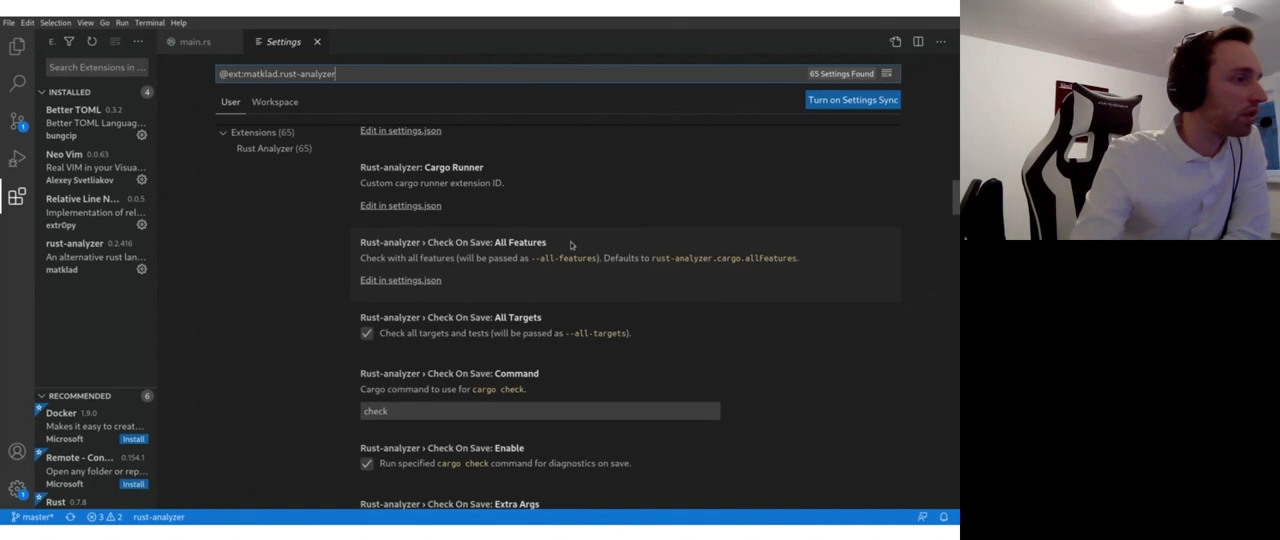 File Edit Selection View Go Run Terminal Help
E.
main.rs
Settings
Search Extensions in ...
@ext:matklad.rust-analyzer
65 Settings Found
INSTALLED 4
User
Workspace
Turn on Settings Sync
Better TOML 0.3.2
Better TOML Languag...
bungcip
Neo Vim 0.0.63
Real VIM in your Visua...
Alexey Svetliakov
Relative Line N... 0.0.5
Implementation of rel...
extr0py
rust-analyzer 0.2.416
An alternative rust lan...
matklad
RECOMMENDED 6
Docker 1.9.0
Makes it easy to creat...
Microsoft Install
Remote - Con... 0.154.1
Open any folder or rep...
Microsoft Install
Rust 0.7.8
Extensions (65)
Rust Analyzer (65)
Edit in settings.json
Rust-analyzer: Cargo Runner
Custom cargo runner extension ID.
Edit in settings.json
Rust-analyzer › Check On Save: All Features
Check with all features (will be passed as --all-features). Defaults to rust-analyzer.cargo.allFeatures.
Edit in settings.json
Rust-analyzer › Check On Save: All Targets
Check all targets and tests (will be passed as --all-targets).
Rust-analyzer › Check On Save: Command
Cargo command to use for cargo check.
check
Rust-analyzer › Check On Save: Enable
Run specified cargo check command for diagnostics on save.
Rust-analyzer › Check On Save: Extra Args
1
1
master* 3 2 rust-analyzer